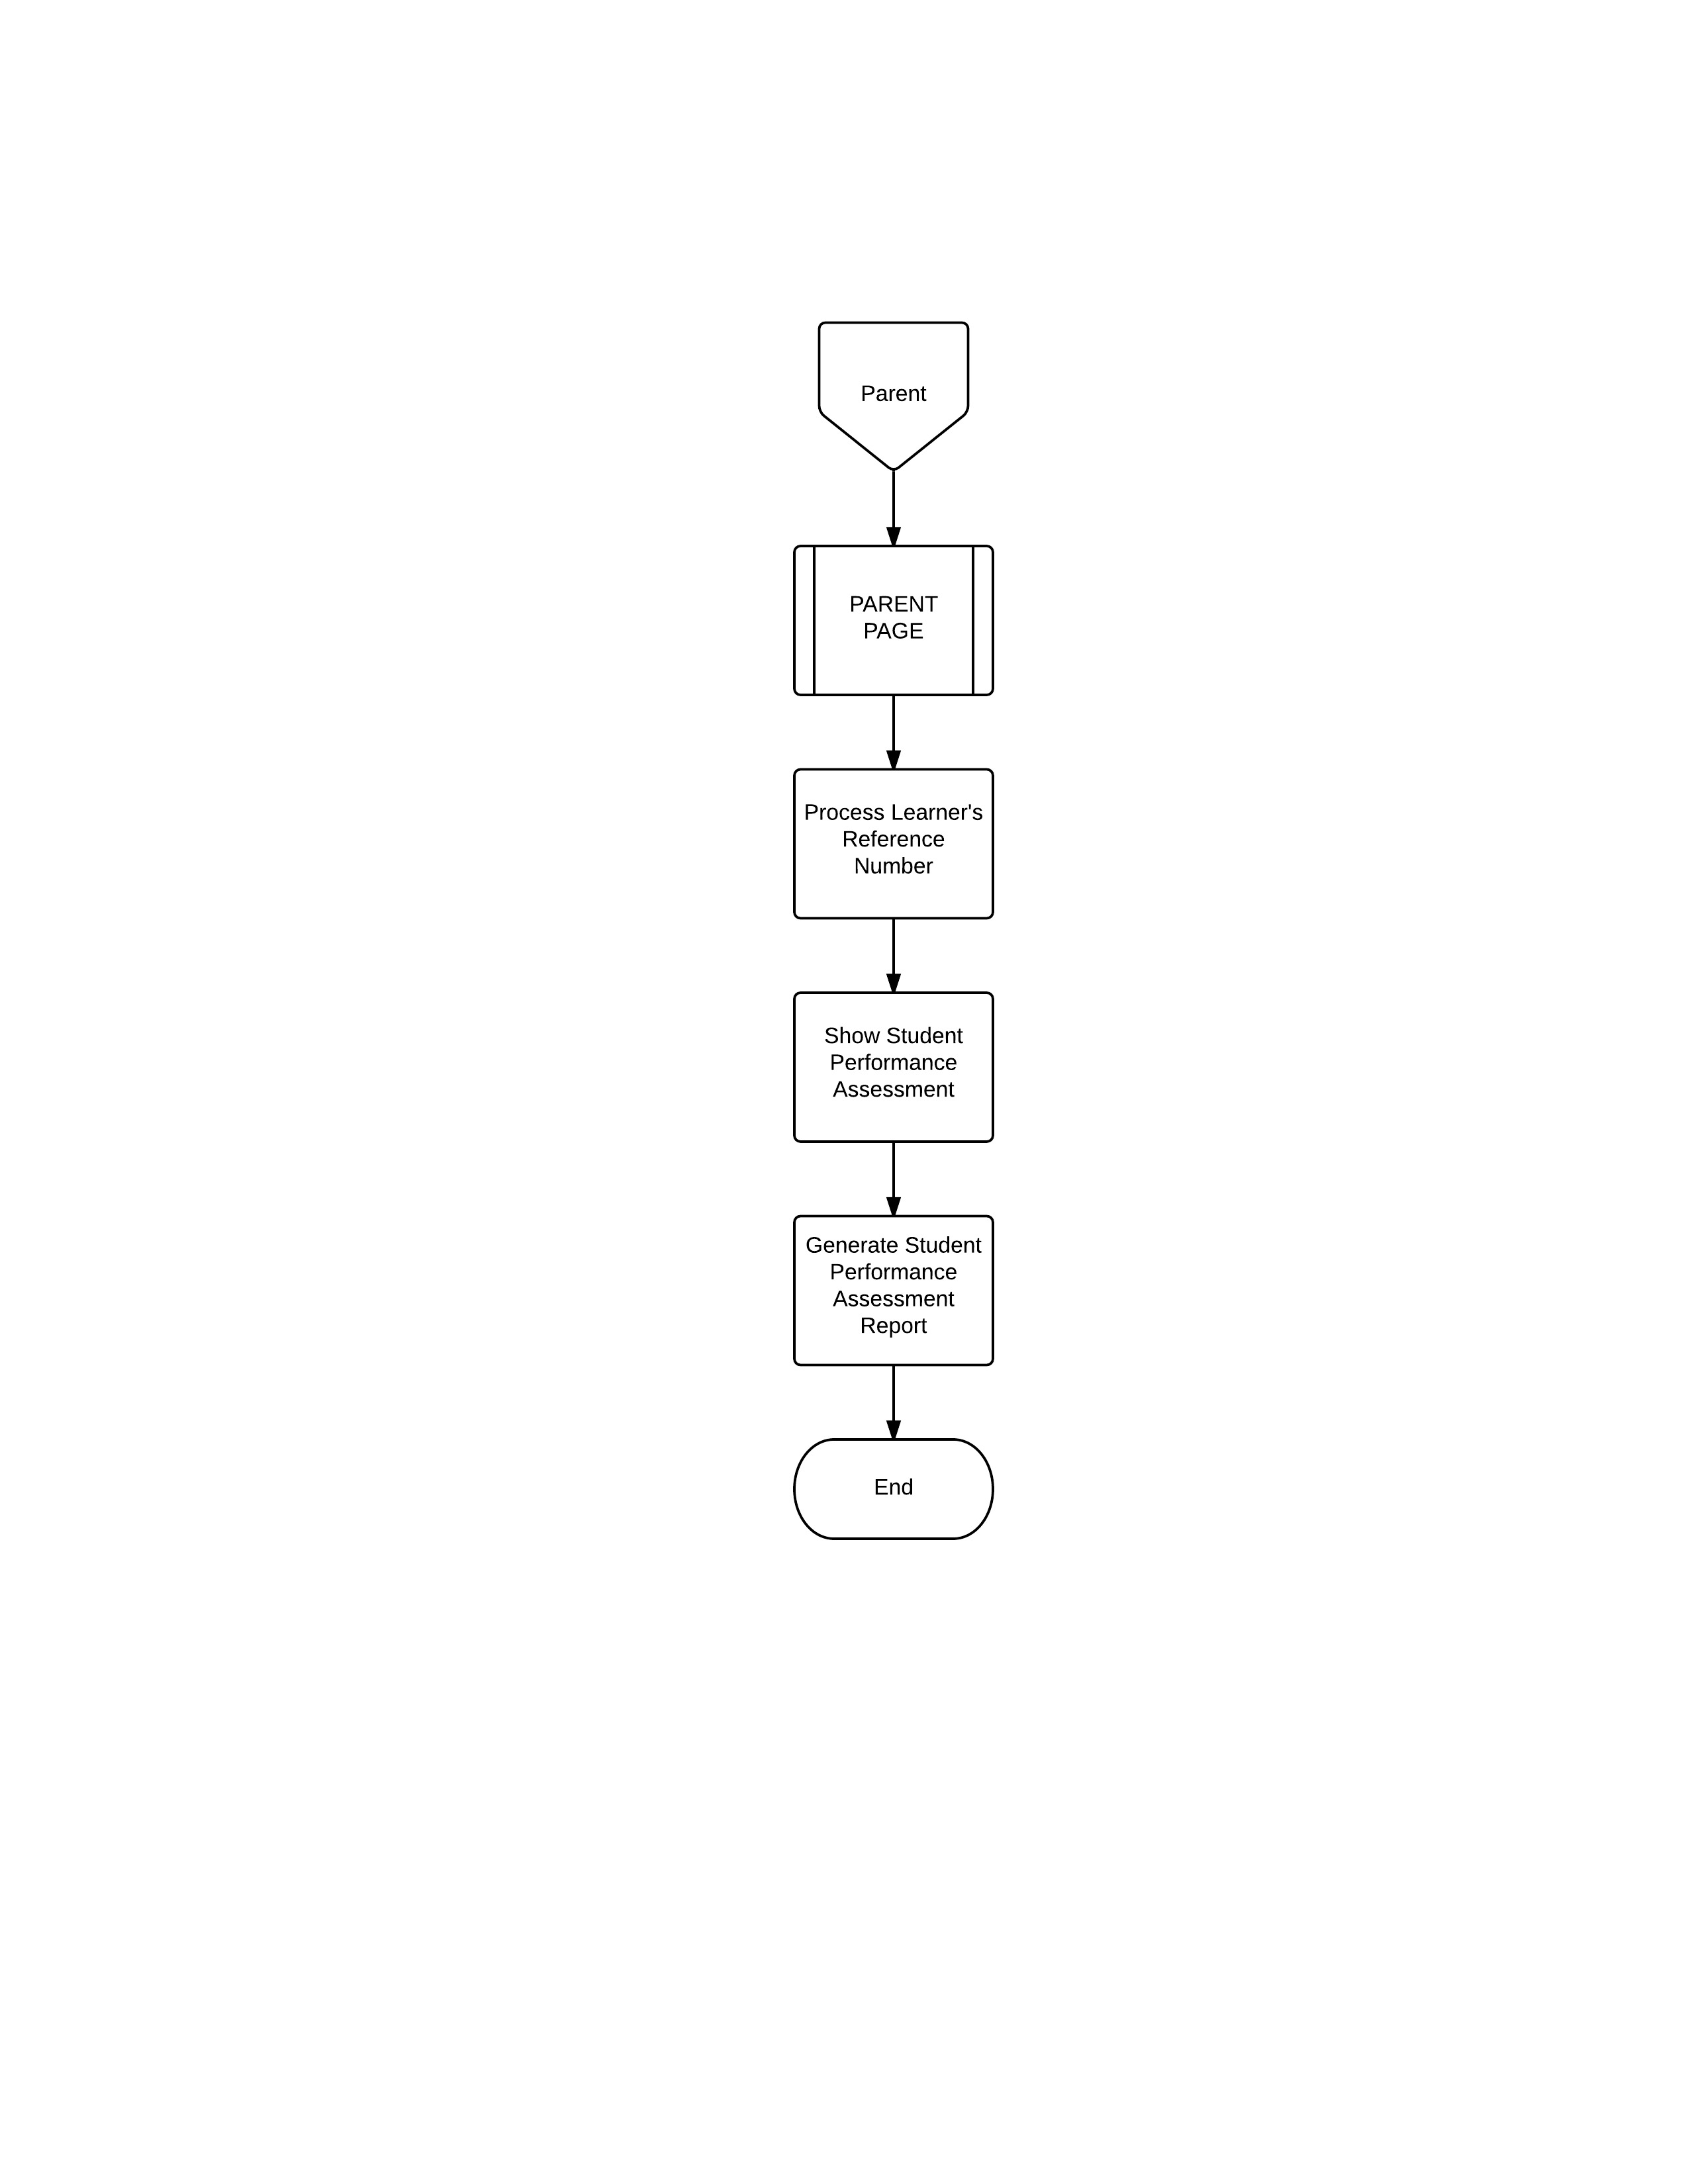 Parent
PARENT
PAGE
Process Learner's
Reference
Number
Show Student
Performance
Assessment
Generate Student
Performance
Assessment
Report
End